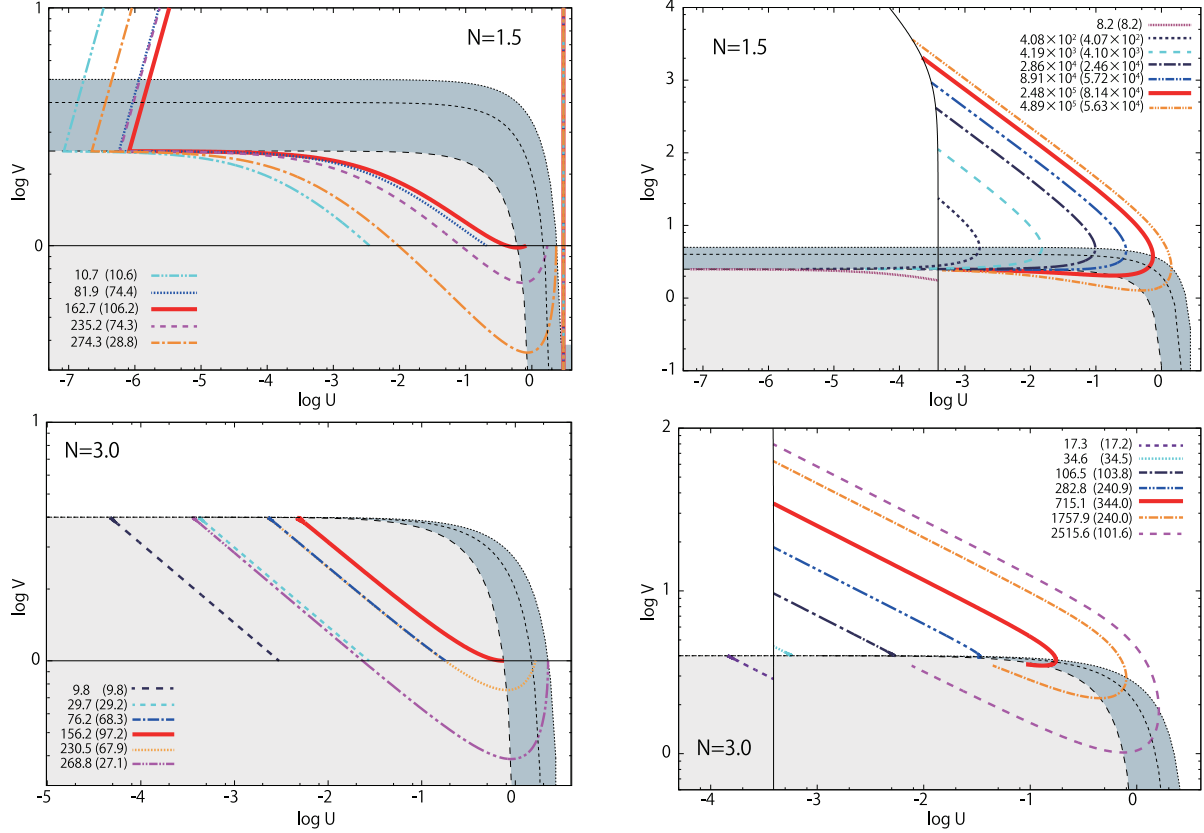 1
N=1.5
log V
0
10.7 (10.6)
81.9 (74.4)
162.7 (106.2)
235.2 (74.3)
274.3 (28.8)
-7 -6 -5 -4 -3 -2 -1 0
log U
4
N=1.5
8.2 (8.2)
4.08×10² (4.07×10²)
4.19×10³ (4.10×10³)
2.86×10⁴ (2.46×10⁴)
8.91×10⁴ (5.72×10⁴)
2.48×10⁵ (8.14×10⁴)
4.89×10⁵ (5.63×10⁴)
3
2
log V
1
0
-1
-7 -6 -5 -4 -3 -2 -1 0
log U
1
N=3.0
log V
0
9.8 (9.8)
29.7 (29.2)
76.2 (68.3)
156.2 (97.2)
230.5 (67.9)
268.8 (27.1)
-5 -4 -3 -2 -1 0
log U
2
17.3 (17.2)
34.6 (34.5)
106.5 (103.8)
282.8 (240.9)
715.1 (344.0)
1757.9 (240.0)
2515.6 (101.6)
log V
1
0
N=3.0
-4 -3 -2 -1 0
log U